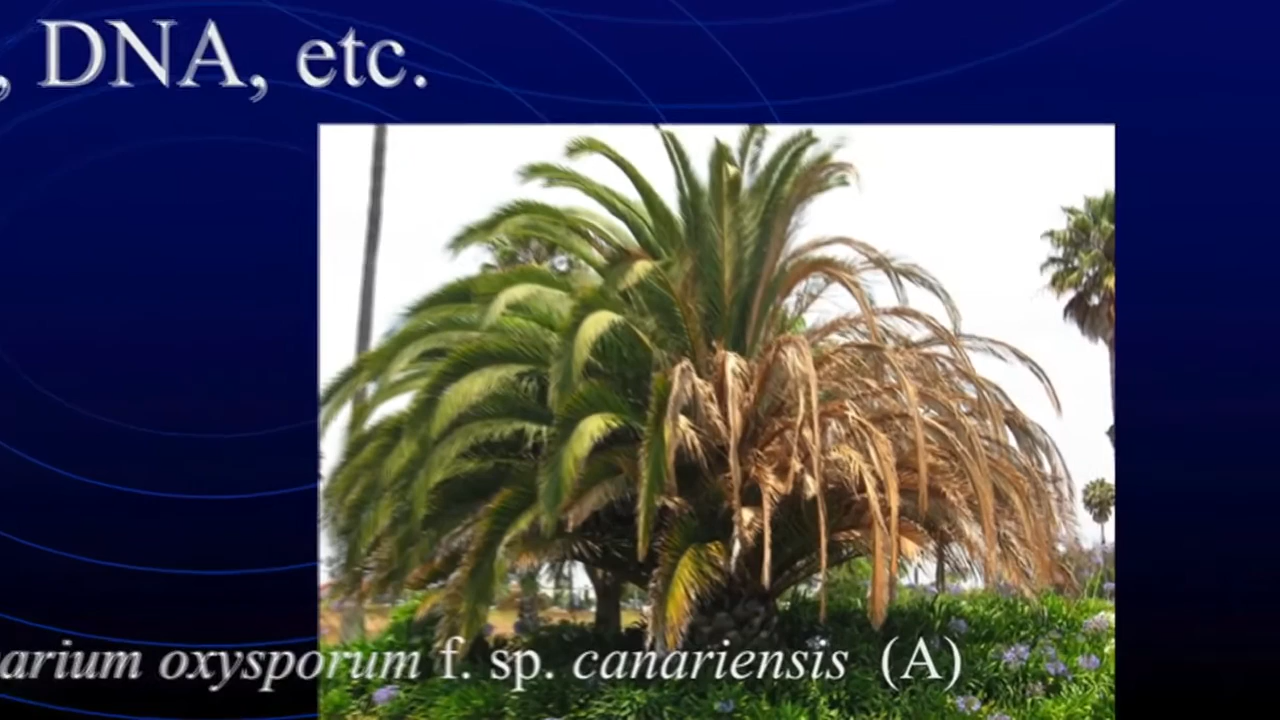 , DNA, etc.
arium oxysporum f. sp. canariensis (A)